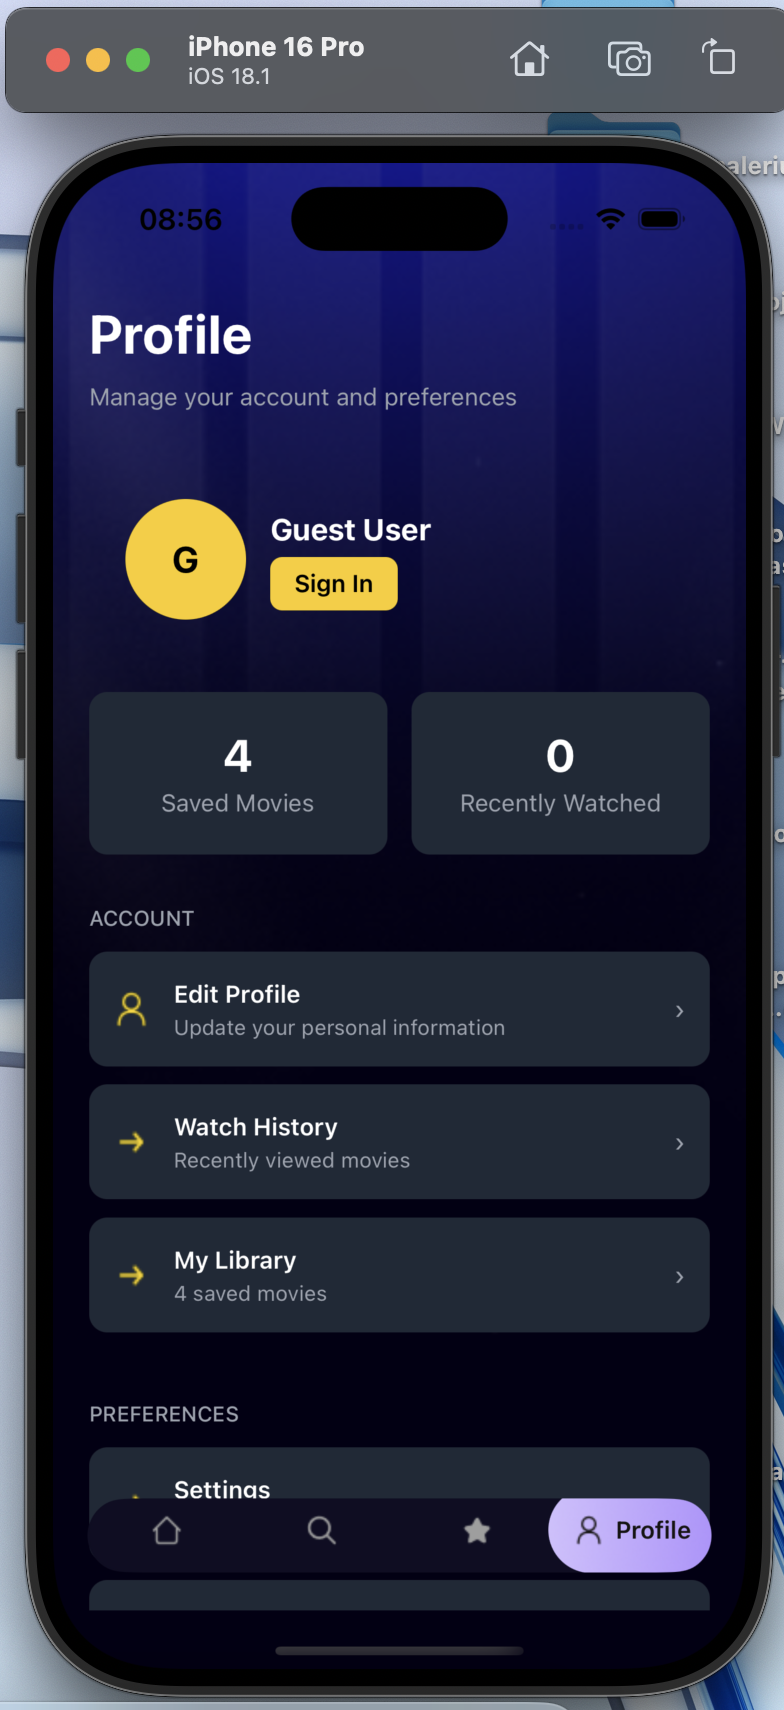 iPhone 16 Pro
iOS 18.1
08:56
Profile
Manage your account and preferences
G
Guest User
Sign In
4
Saved Movies
0
Recently Watched
ACCOUNT
Edit Profile
Update your personal information
Watch History
Recently viewed movies
My Library
4 saved movies
PREFERENCES
Settings
Profile